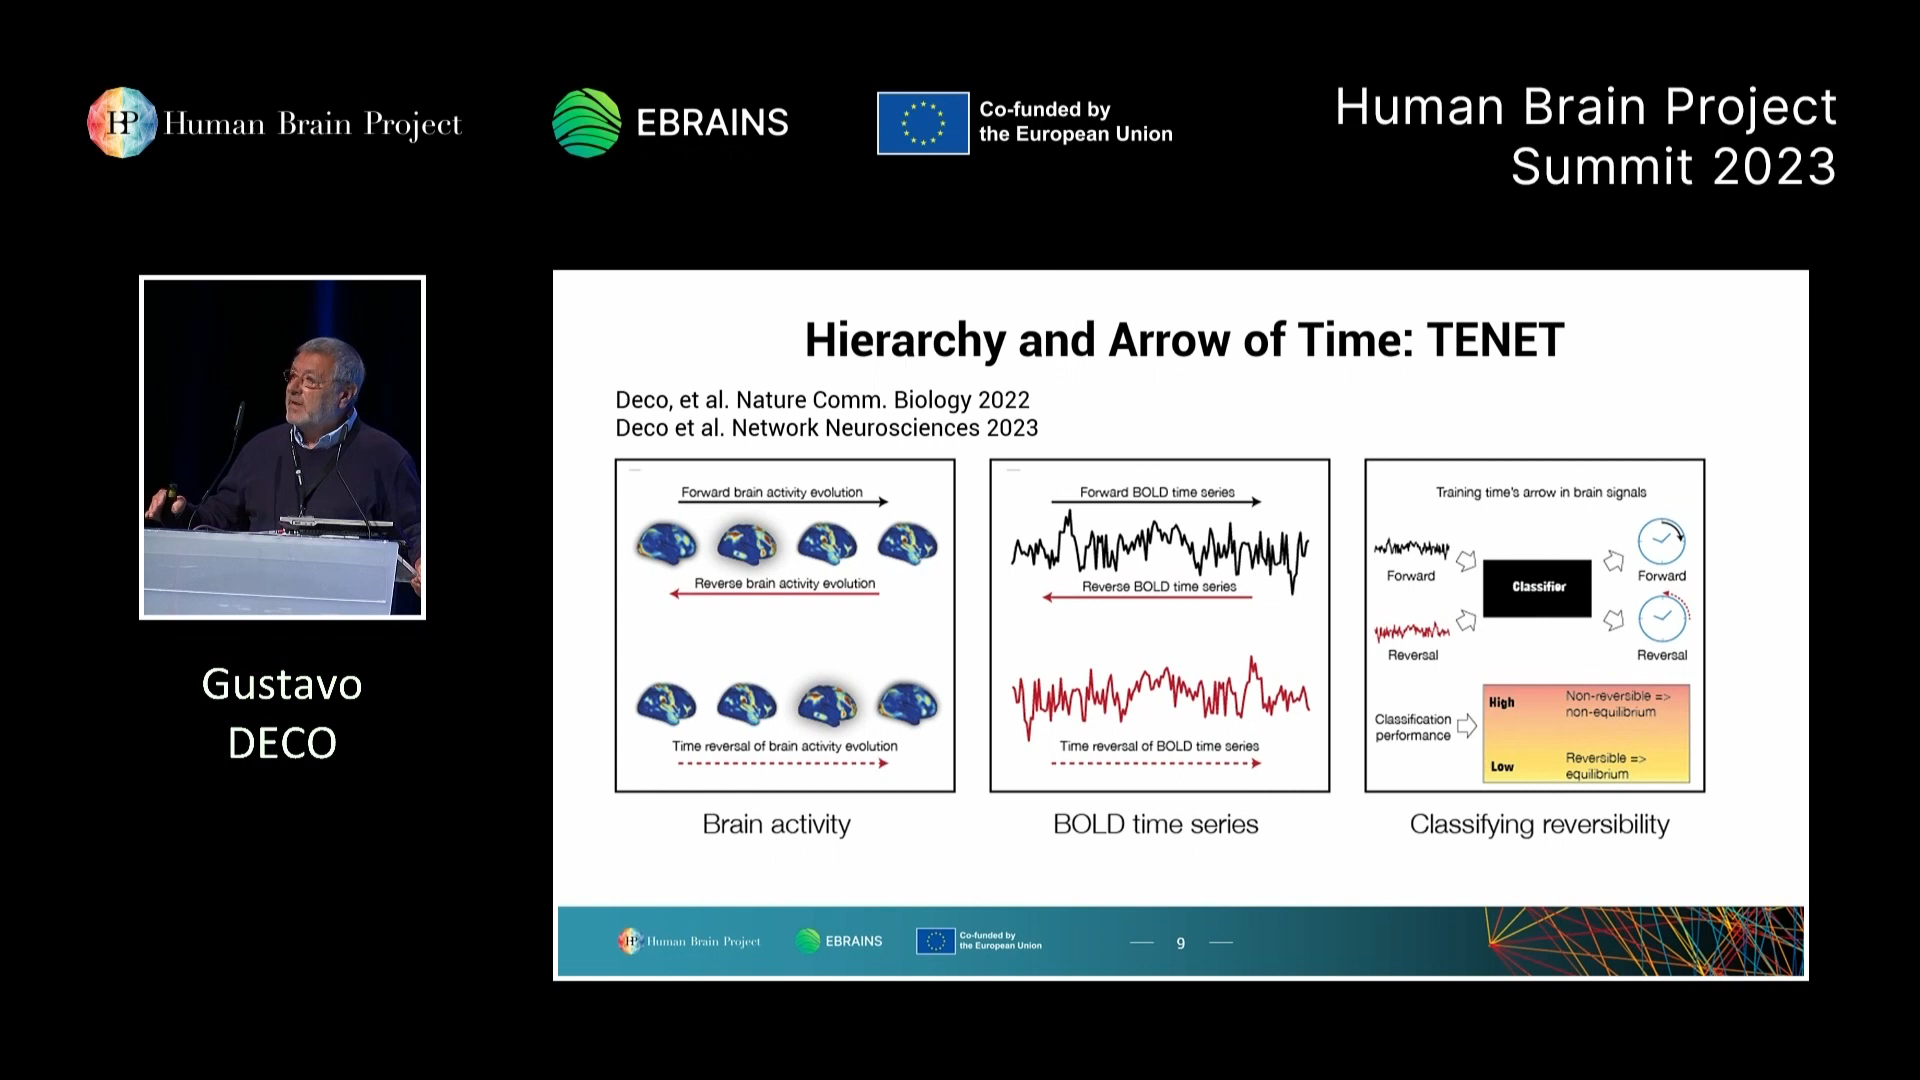 HP Human Brain Project
EBRAINS
Co-funded by
the European Union
Human Brain Project
Summit 2023
Gustavo
DECO
Hierarchy and Arrow of Time: TENET
Deco, et al. Nature Comm. Biology 2022
Deco et al. Network Neurosciences 2023
Forward brain activity evolution
Reverse brain activity evolution
Time reversal of brain activity evolution
Brain activity
Forward BOLD time series
Reverse BOLD time series
Time reversal of BOLD time series
BOLD time series
Training time's arrow in brain signals
Forward
Classifier
Forward
Reversal
Reversal
Classification
performance
High
Non-reversible =>
non-equilibrium
Low
Reversible =>
equilibrium
Classifying reversibility
HP Human Brain Project
EBRAINS
Co-funded by
the European Union
9